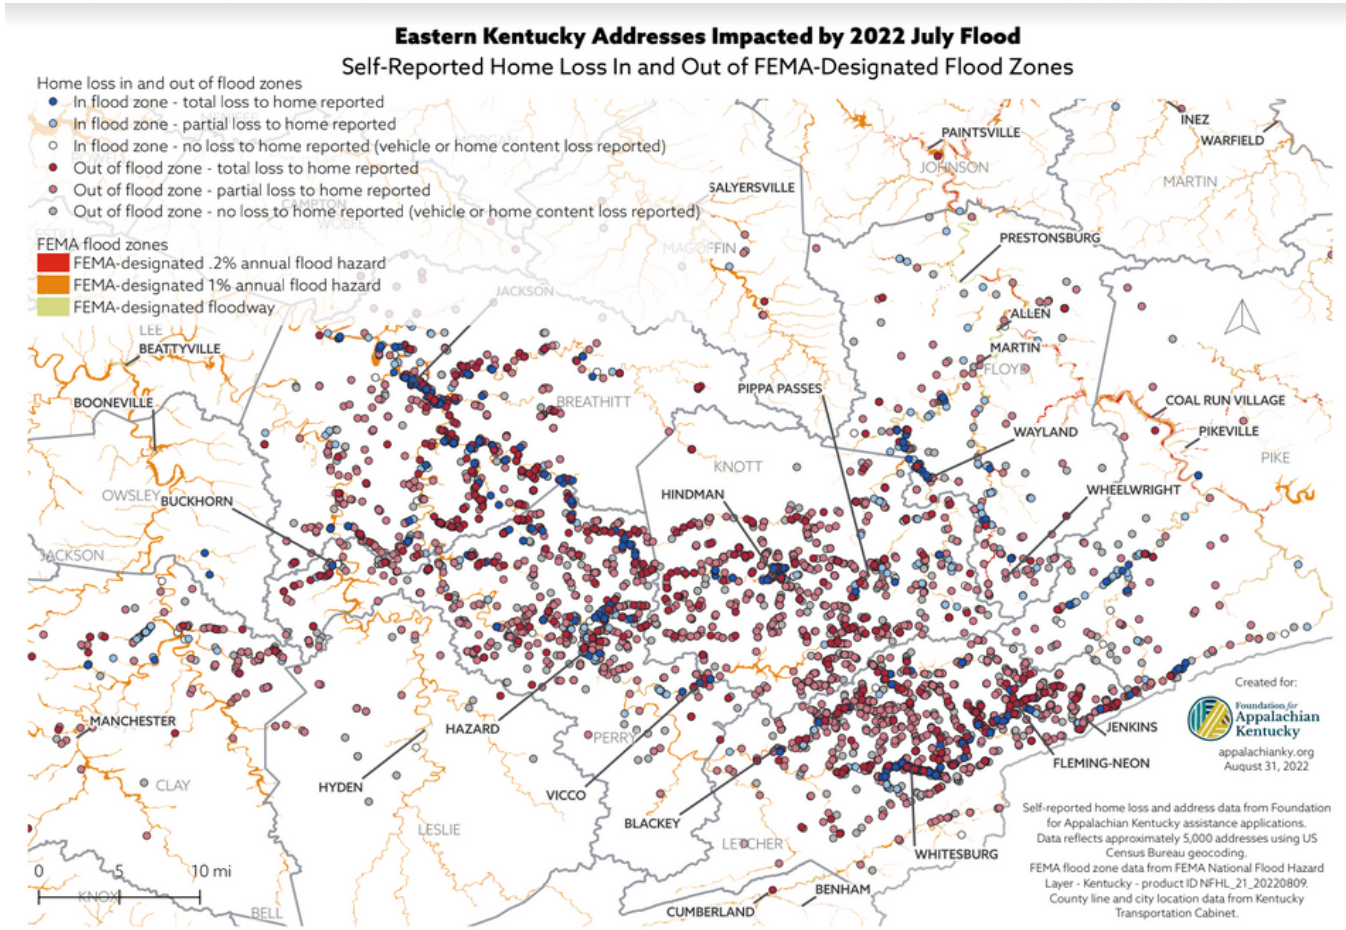 Eastern Kentucky Addresses Impacted by 2022 July Flood
Self-Reported Home Loss In and Out of FEMA-Designated Flood Zones
Home loss in and out of flood zones
In flood zone - total loss to home reported
In flood zone - partial loss to home reported
In flood zone - no loss to home reported (vehicle or home content loss reported)
Out of flood zone - total loss to home reported
Out of flood zone - partial loss to home reported
Out of flood zone - no loss to home reported (vehicle or home content loss reported)
FEMA flood zones
FEMA-designated .2% annual flood hazard
FEMA-designated 1% annual flood hazard
FEMA-designated floodway
MORGAN
CAMPTON
WOLFE
ESTILL
INEZ
PAINTSVILLE
WARFIELD
JOHNSON
MARTIN
SALYERSVILLE
PRESTONSBURG
MAGOFFIN
JACKSON
ALLEN
LEE
BEATTYVILLE
MARTIN
FLOYD
PIPPA PASSES
BOONEVILLE
BREATHITT
COAL RUN VILLAGE
WAYLAND
PIKEVILLE
PIKE
KNOTT
OWSLEY
BUCKHORN
HINDMAN
WHEELWRIGHT
JACKSON
MANCHESTER
HAZARD
PERRY
JENKINS
FLEMING-NEON
HYDEN
CLAY
VICCO
BLACKEY
LESLIE
LETCHER
WHITESBURG
BENHAM
CUMBERLAND
KNOX
BELL
0
5
10 mi
Created for:
Foundation for
Appalachian
Kentucky
appalachianky.org
August 31, 2022
Self-reported home loss and address data from Foundation
for Appalachian Kentucky assistance applications.
Data reflects approximately 5,000 addresses using US
Census Bureau geocoding.
FEMA flood zone data from FEMA National Flood Hazard
Layer - Kentucky - product ID NFHL_21_20220809.
County line and city location data from Kentucky
Transportation Cabinet.